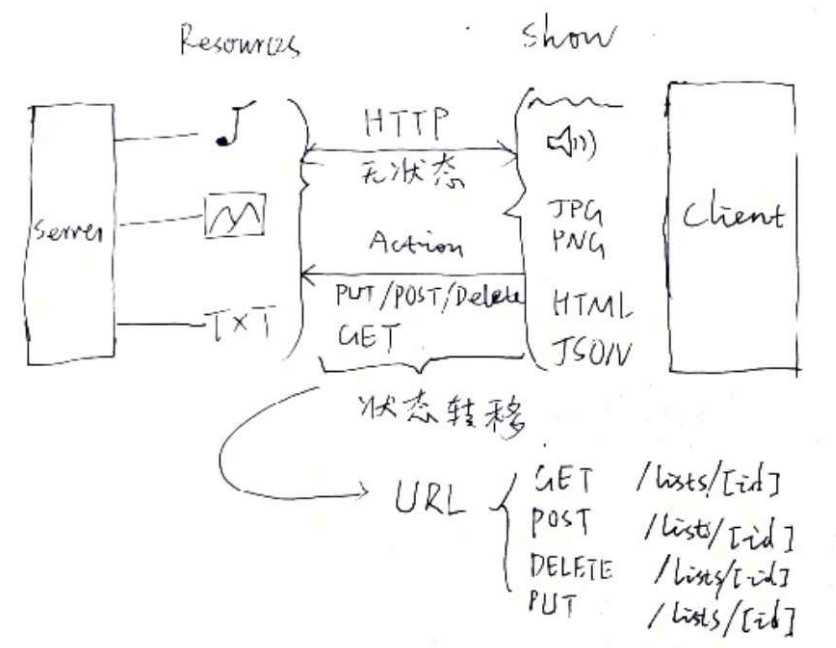 Resources
Show
HTTP
无状态
Server
JPG
PNG
Client
Action
PUT/POST/Delete
GET
HTML
JSON
TXT
状态转移
URL
GET /lists/[id]
POST /lists/[id]
DELETE /lists/[id]
PUT /lists/[id]